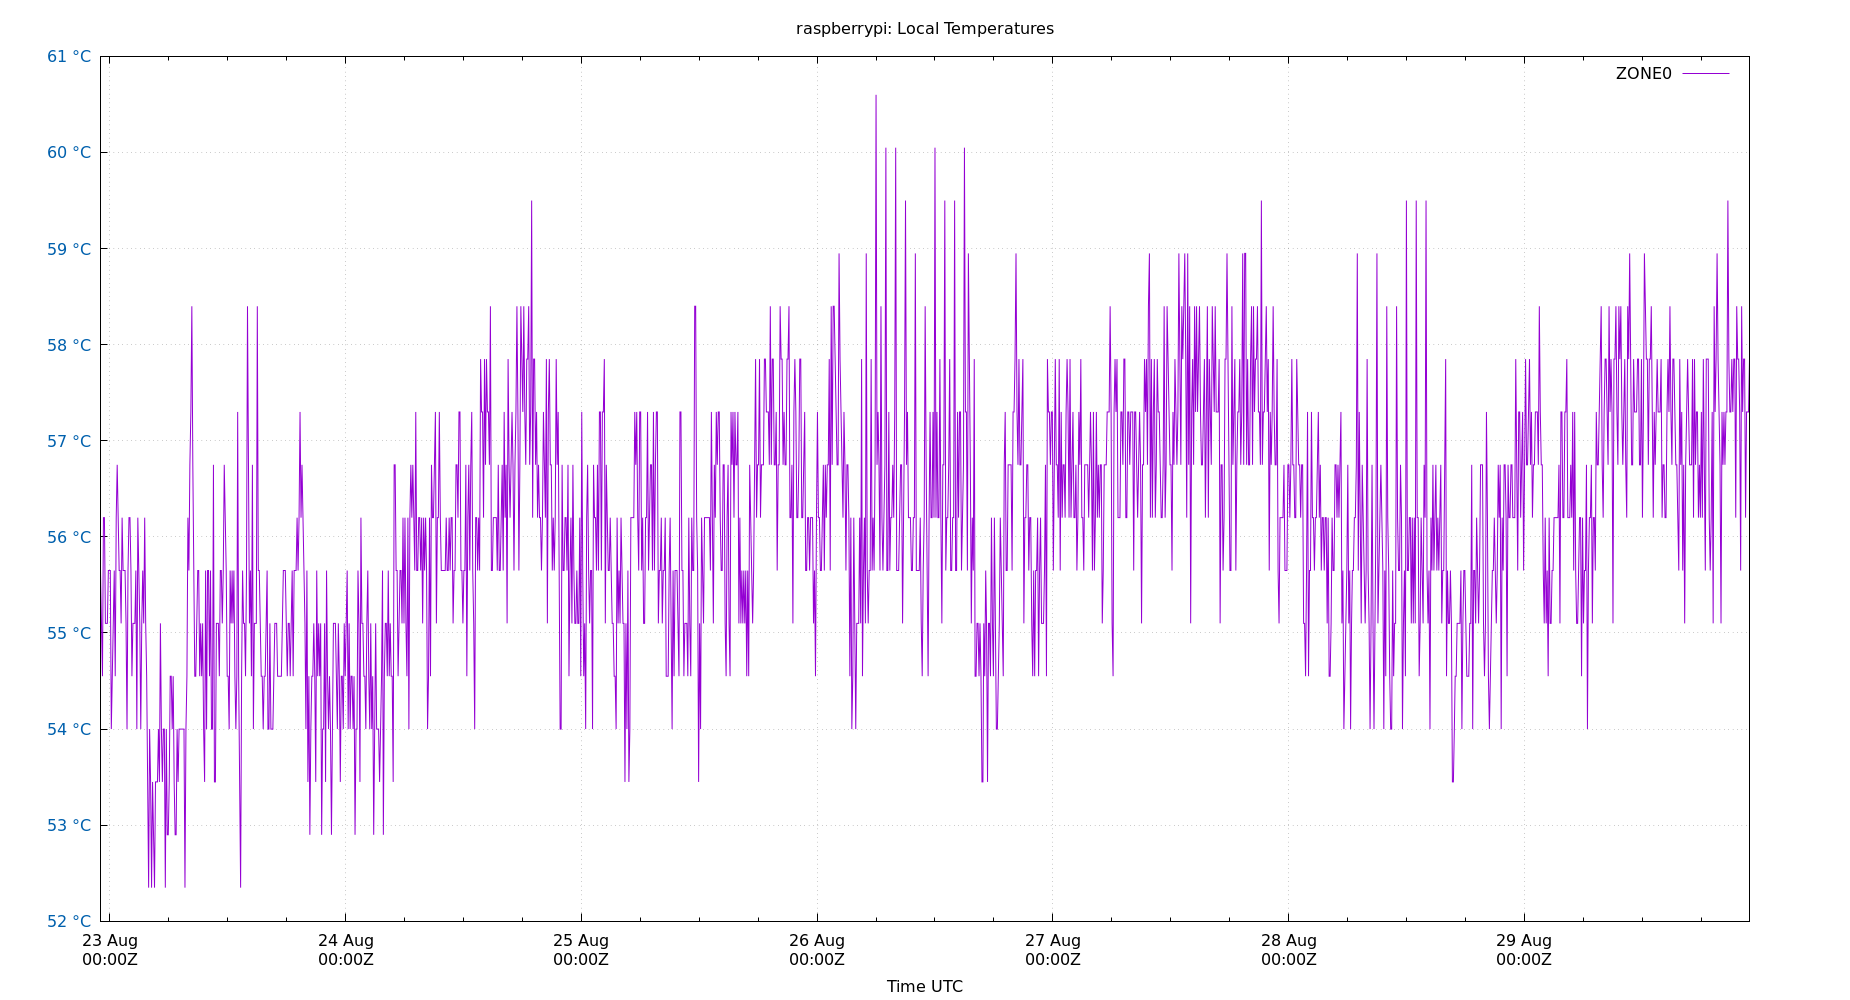 raspberrypi: Local Temperatures
61 °C
ZONE0
60 °C
59 °C
58 °C
57 °C
56 °C
55 °C
54 °C
53 °C
52 °C
23 Aug 24 Aug 25 Aug 26 Aug 27 Aug 28 Aug 29 Aug
00:00Z 00:00Z 00:00Z 00:00Z 00:00Z 00:00Z 00:00Z
Time UTC